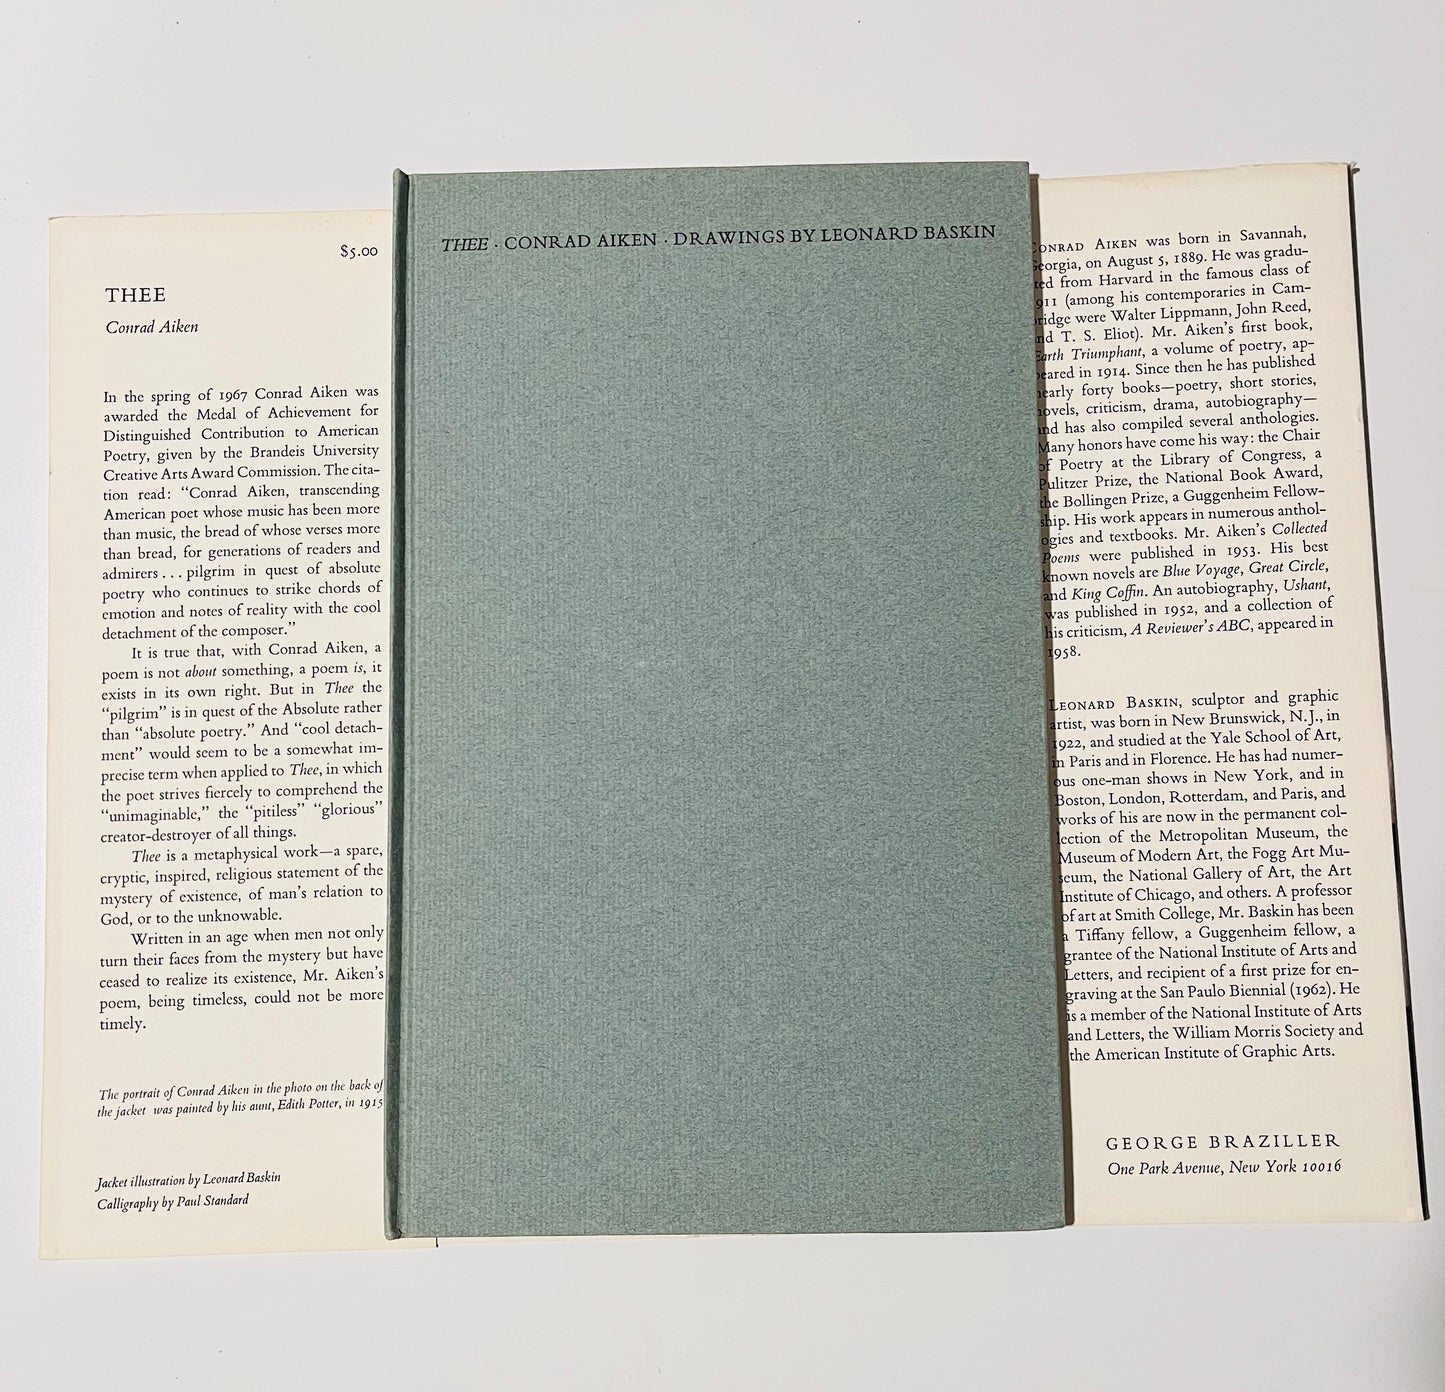 $5.00
THEE
Conrad Aiken
In the spring of 1967 Conrad Aiken was
awarded the Medal of Achievement for
Distinguished Contribution to American
Poetry, given by the Brandeis University
Creative Arts Award Commission. The cita-
tion read: “Conrad Aiken, transcending
American poet whose music has been more
than music, the bread of whose verses more
than bread, for generations of readers and
admirers . . . pilgrim in quest of absolute
poetry who continues to strike chords of
emotion and notes of reality with the cool
detachment of the composer.”
It is true that, with Conrad Aiken, a
poem is not about something, a poem is, it
exists in its own right. But in Thee the
“pilgrim” is in quest of the Absolute rather
than “absolute poetry.” And “cool detach-
ment” would seem to be a somewhat im-
precise term when applied to Thee, in which
the poet strives fiercely to comprehend the
“unimaginable,” the “pitiless” “glorious”
creator-destroyer of all things.
Thee is a metaphysical work—a spare,
cryptic, inspired, religious statement of the
mystery of existence, of man’s relation to
God, or to the unknowable.
Written in an age when men not only
turn their faces from the mystery but have
ceased to realize its existence, Mr. Aiken’s
poem, being timeless, could not be more
timely.
The portrait of Conrad Aiken in the photo on the back of
the jacket was painted by his aunt, Edith Potter, in 1915
Jacket illustration by Leonard Baskin
Calligraphy by Paul Standard
THEE · CONRAD AIKEN · DRAWINGS BY LEONARD BASKIN
ONRAD AIKEN was born in Savannah,
eorgia, on August 5, 1889. He was gradu-
ted from Harvard in the famous class of
911 (among his contemporaries in Cam-
ridge were Walter Lippmann, John Reed,
nd T. S. Eliot). Mr. Aiken’s first book,
Earth Triumphant, a volume of poetry, ap-
eared in 1914. Since then he has published
early forty books—poetry, short stories,
ovels, criticism, drama, autobiography—
nd has also compiled several anthologies.
Many honors have come his way: the Chair
of Poetry at the Library of Congress, a
Pulitzer Prize, the National Book Award,
the Bollingen Prize, a Guggenheim Fellow-
ship. His work appears in numerous anthol-
ogies and textbooks. Mr. Aiken’s Collected
Poems were published in 1953. His best
known novels are Blue Voyage, Great Circle,
and King Coffin. An autobiography, Ushant,
was published in 1952, and a collection of
his criticism, A Reviewer’s ABC, appeared in
1958.
LEONARD BASKIN, sculptor and graphic
artist, was born in New Brunswick, N.J., in
1922, and studied at the Yale School of Art,
in Paris and in Florence. He has had numer-
ous one-man shows in New York, and in
Boston, London, Rotterdam, and Paris, and
works of his are now in the permanent col-
lection of the Metropolitan Museum, the
Museum of Modern Art, the Fogg Art Mu-
seum, the National Gallery of Art, the Art
Institute of Chicago, and others. A professor
of art at Smith College, Mr. Baskin has been
a Tiffany fellow, a Guggenheim fellow, a
grantee of the National Institute of Arts and
Letters, and recipient of a first prize for en-
graving at the San Paulo Biennial (1962). He
is a member of the National Institute of Arts
and Letters, the William Morris Society and
the American Institute of Graphic Arts.
GEORGE BRAZILLER
One Park Avenue, New York 10016